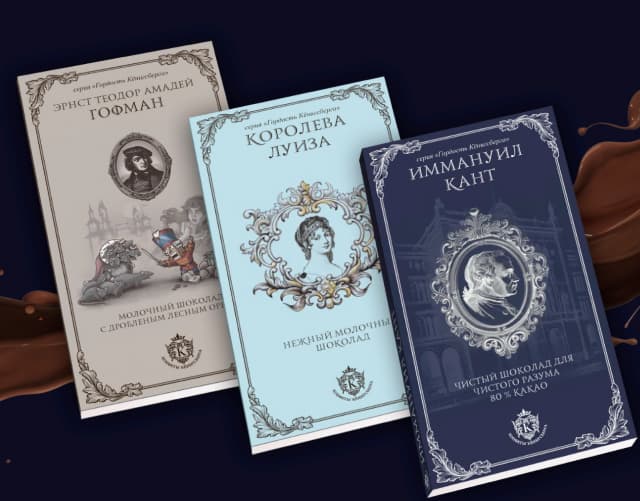 серия «Гордость Кёнигсберга»
ЭРНСТ ТЕОДОР АМАДЕЙ
ГОФМАН
МОЛОЧНЫЙ ШОКОЛАД
С ДРОБЛЕНЫМ ЛЕСНЫМ
серия «Гордость Кёнигсберга»
КОРОЛЕВА
ЛУИЗА
НЕЖНЫЙ МОЛОЧНЫЙ
ШОКОЛАД
серия «Гордость Кёнигсберга»
ИММАНУИЛ
КАНТ
ЧИСТЫЙ ШОКОЛАД ДЛЯ
ЧИСТОГО РАЗУМА
80 % КАКАО
К